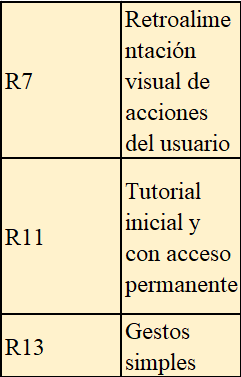 R7
Retroalime
ntación
visual de
acciones
del usuario
R11
Tutorial
inicial y
con acceso
permanente
R13
Gestos
simples